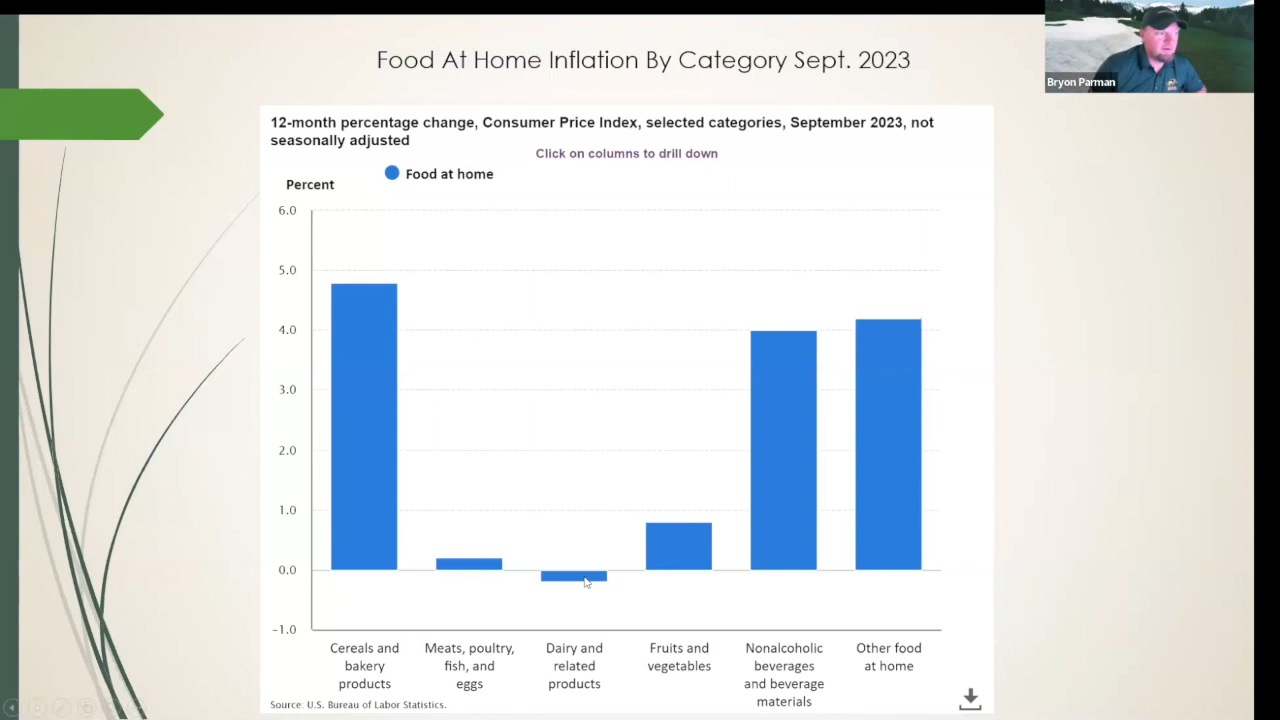 Food At Home Inflation By Category Sept. 2023
Bryon Parman
12-month percentage change, Consumer Price Index, selected categories, September 2023, not
seasonally adjusted
Click on columns to drill down
Food at home
Percent
6.0
5.0
4.0
3.0
2.0
1.0
0.0
-1.0
Cereals and
bakery
products
Meats, poultry,
fish, and
eggs
Dairy and
related
products
Fruits and
vegetables
Nonalcoholic
beverages
and beverage
materials
Other food
at home
Source: U.S. Bureau of Labor Statistics.